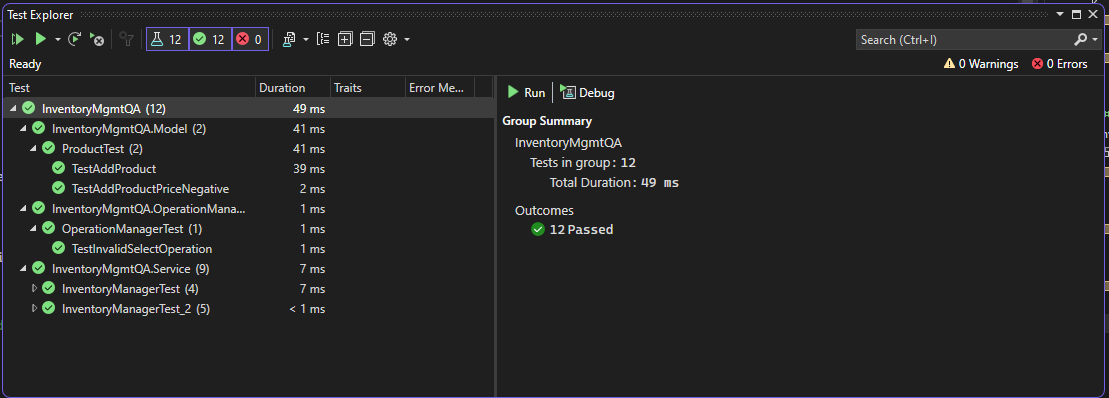 Test Explorer
12 12 0
Search (Ctrl+I)
Ready
0 Warnings 0 Errors
Test Duration Traits Error Me...
InventoryMgmtQA (12) 49 ms
InventoryMgmtQA.Model (2) 41 ms
ProductTest (2) 41 ms
TestAddProduct 39 ms
TestAddProductPriceNegative 2 ms
InventoryMgmtQA.OperationMana... 1 ms
OperationManagerTest (1) 1 ms
TestInvalidSelectOperation 1 ms
InventoryMgmtQA.Service (9) 7 ms
InventoryManagerTest (4) 7 ms
InventoryManagerTest_2 (5) < 1 ms
Run Debug
Group Summary
InventoryMgmtQA
Tests in group: 12
Total Duration: 49 ms
Outcomes
12 Passed